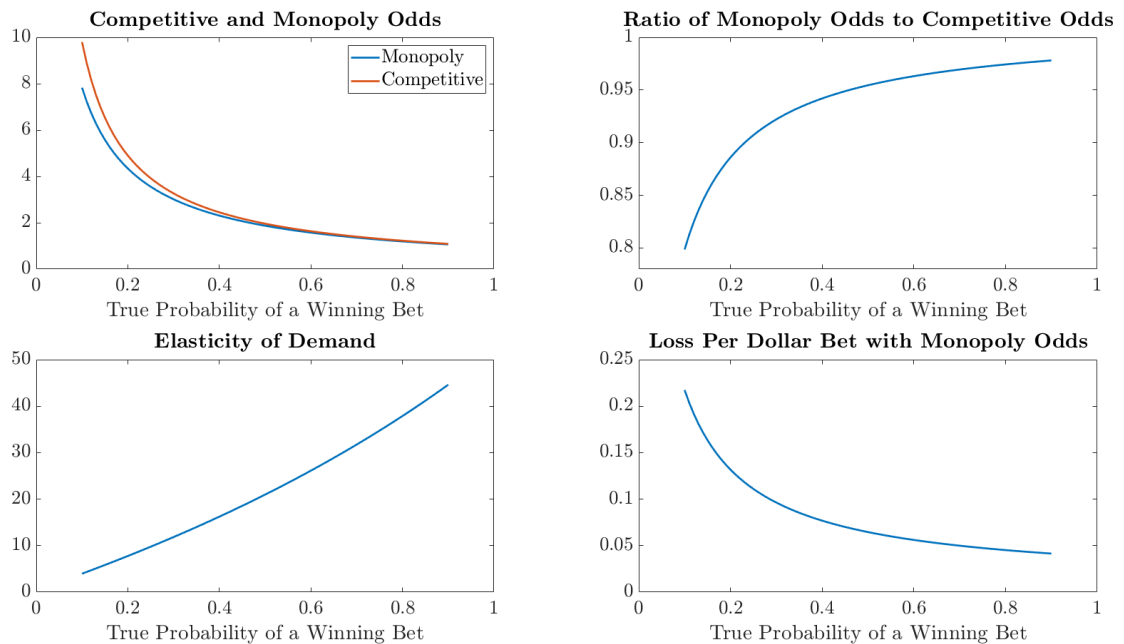 Competitive and Monopoly Odds
10
8
6
4
2
0
Monopoly
Competitive
0 0.2 0.4 0.6 0.8 1
True Probability of a Winning Bet
Ratio of Monopoly Odds to Competitive Odds
1
0.95
0.9
0.85
0.8
0 0.2 0.4 0.6 0.8 1
True Probability of a Winning Bet
Elasticity of Demand
50
40
30
20
10
0
0 0.2 0.4 0.6 0.8 1
True Probability of a Winning Bet
Loss Per Dollar Bet with Monopoly Odds
0.25
0.2
0.15
0.1
0.05
0
0 0.2 0.4 0.6 0.8 1
True Probability of a Winning Bet